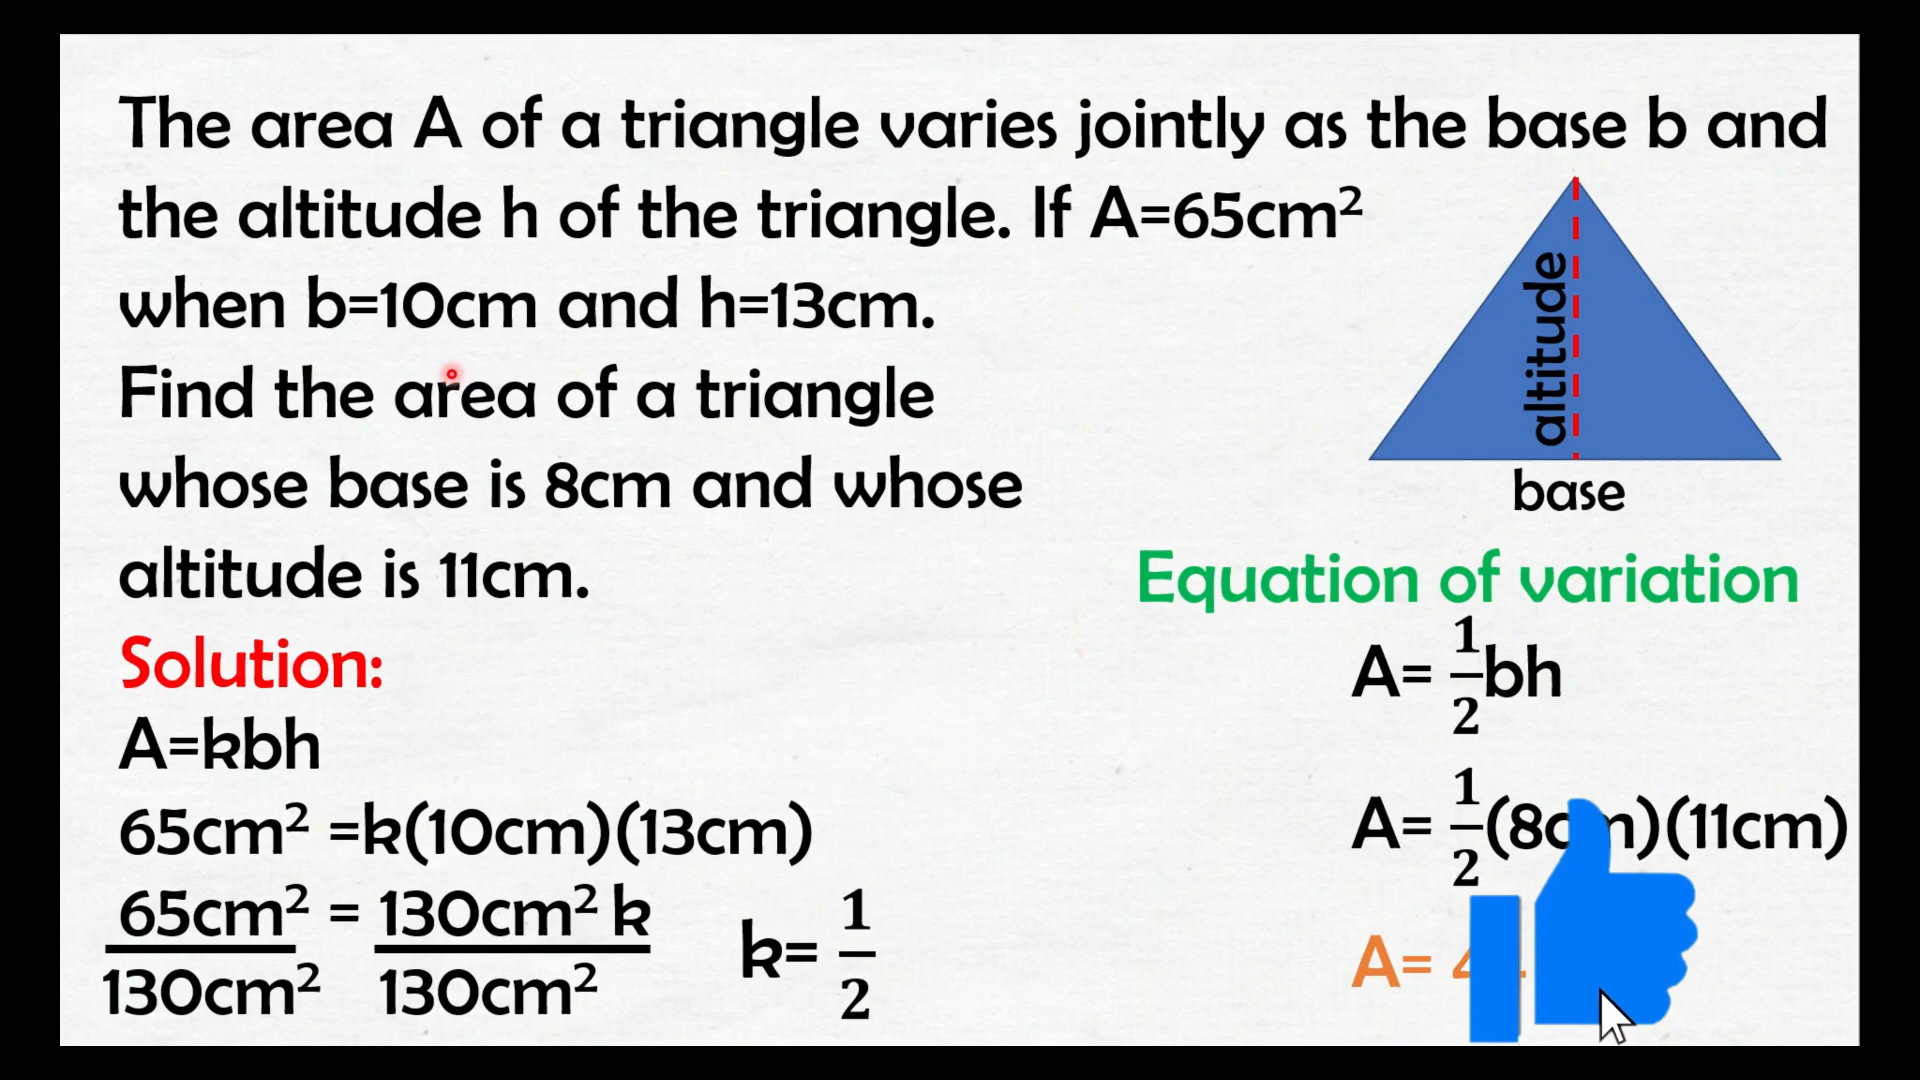 The area A of a triangle varies jointly as the base b and
the altitude h of the triangle. If A=65cm²
when b=10cm and h=13cm.
Find the area of a triangle
whose base is 8cm and whose
altitude is 11cm.
altitude
base
Solution:
A=kbh
65cm² =k(10cm)(13cm)
65cm² = 130cm² k
130cm² 130cm²
k= 1/2
Equation of variation
A= 1/2 bh
A= 1/2 (11cm)
A=